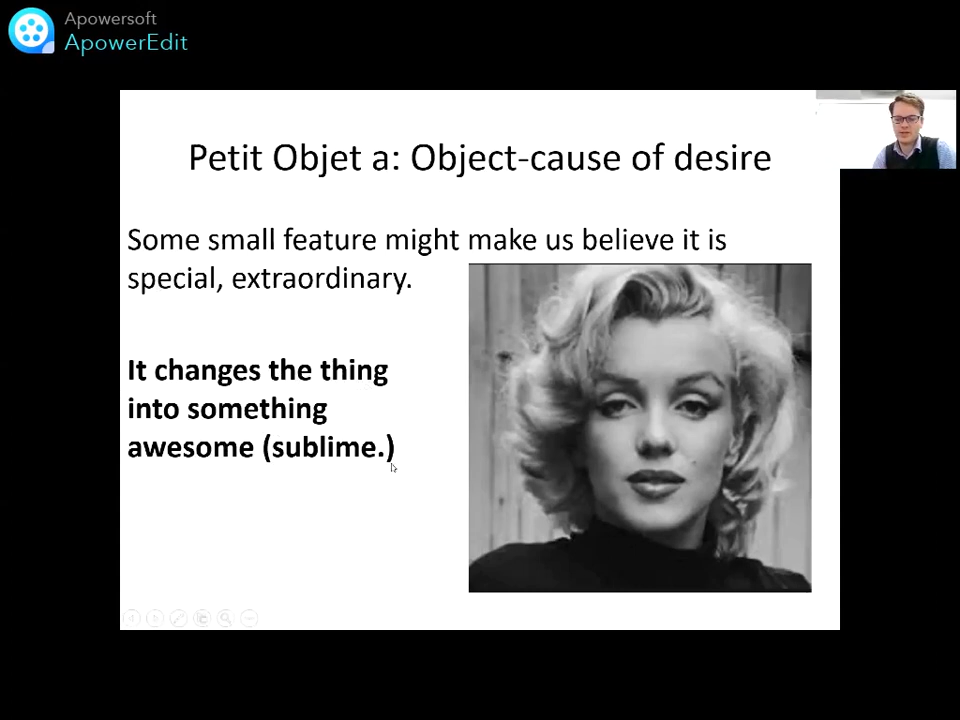 Apowersoft
ApowerEdit
Petit Objet a: Object-cause of desire
Some small feature might make us believe it is
special, extraordinary.
It changes the thing
into something
awesome (sublime.)